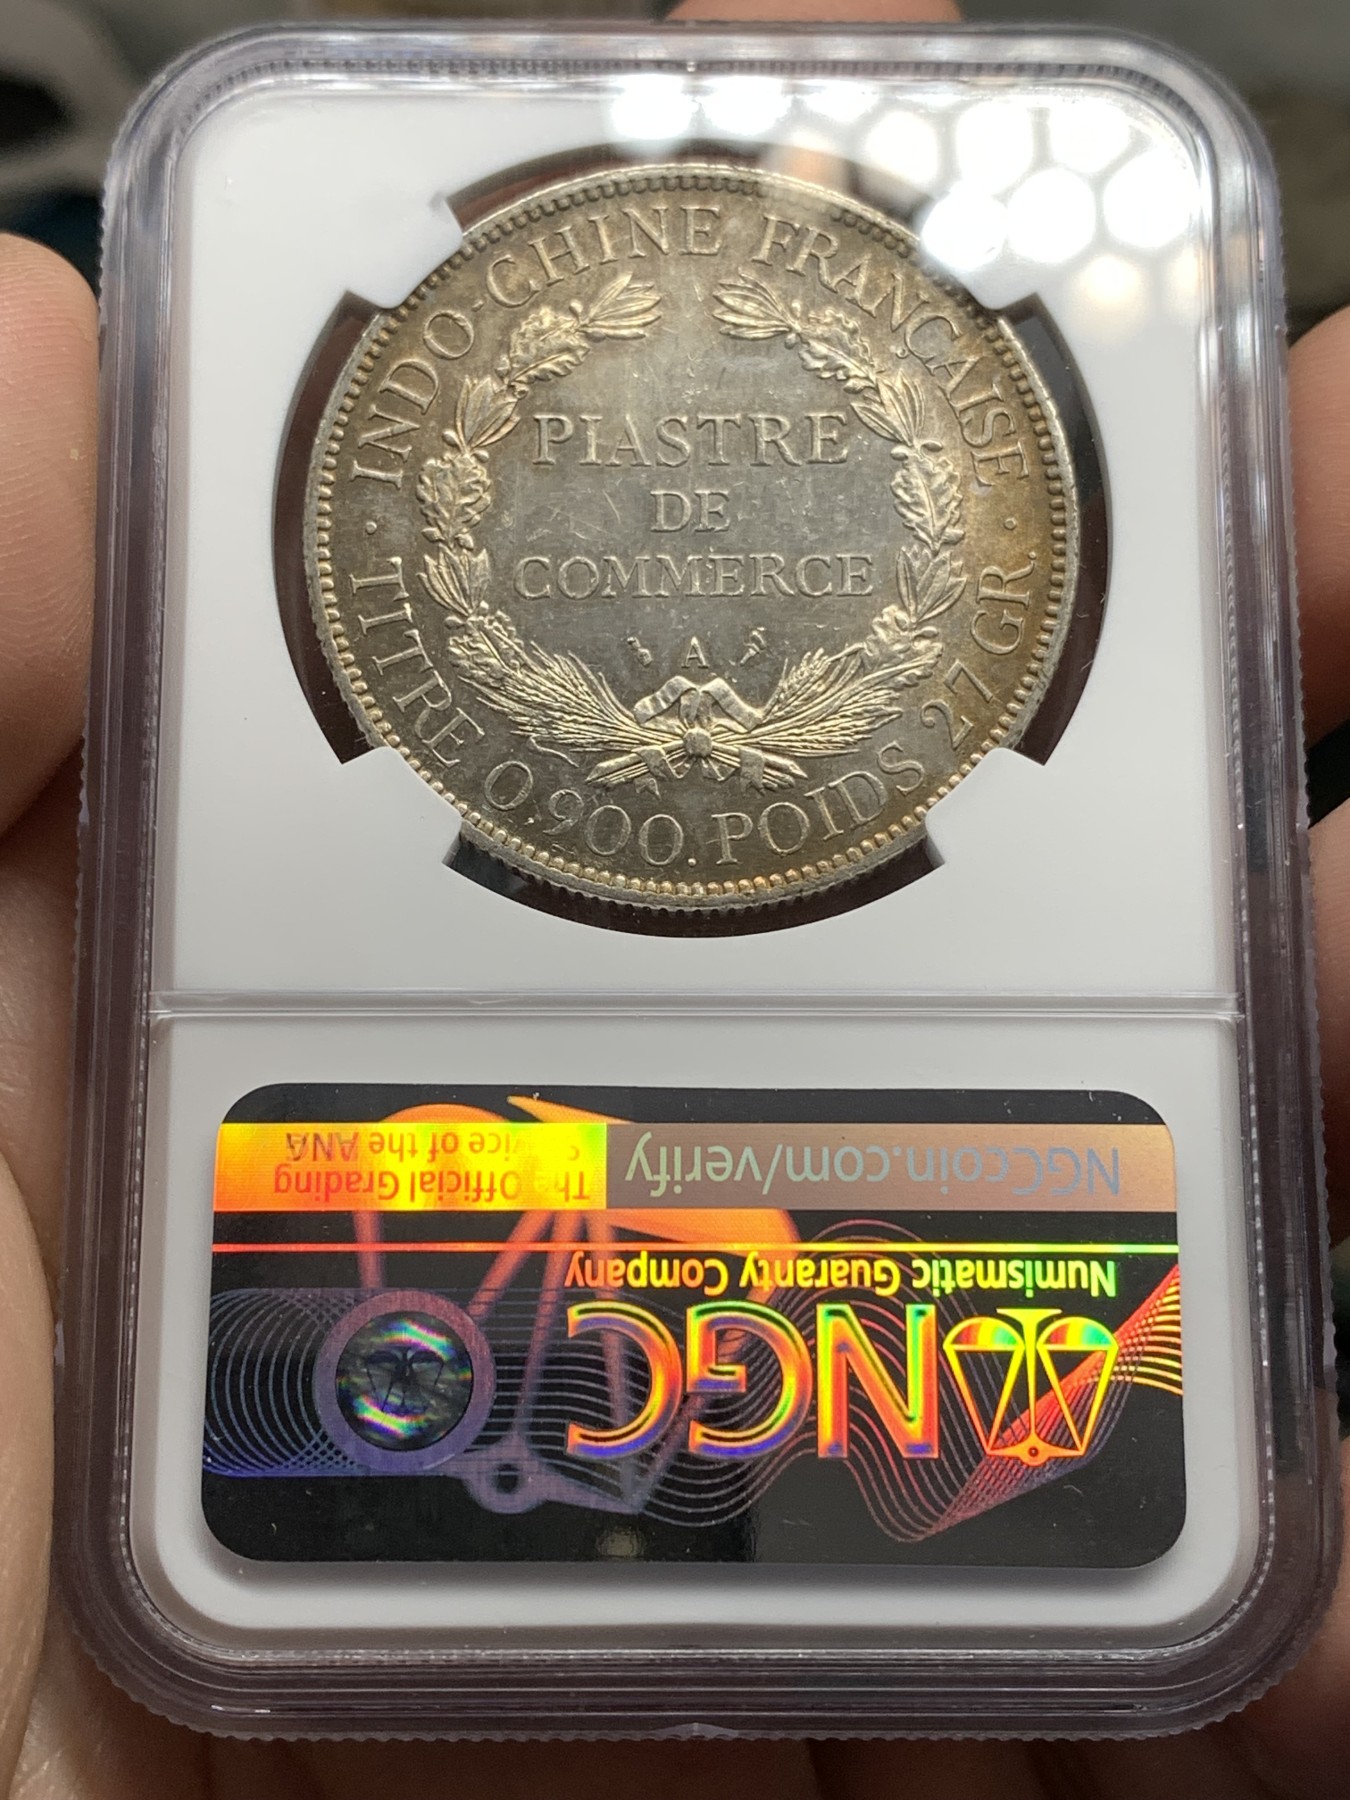 · INDO-CHINE FRANÇAISE ·
PIASTRE
DE
COMMERCE
A
TITRE 0,900. POIDS 27 GR.
NGC
Numismatic Guaranty Company
NGCcoin.com/verify
The Official Grading
Service of the ANA